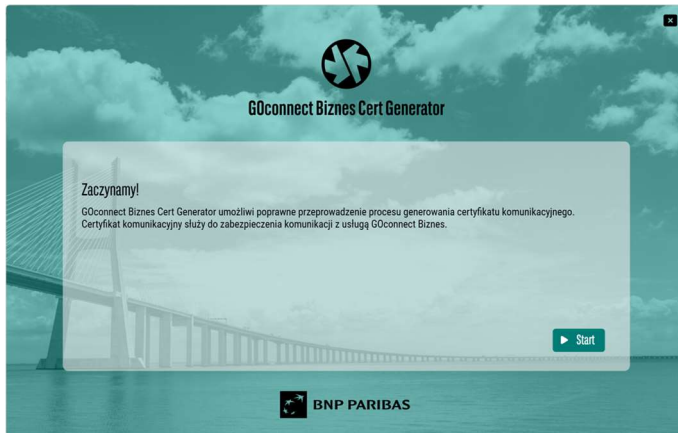 GOconnect Biznes Cert Generator
Zaczynamy!
GOconnect Biznes Cert Generator umożliwi poprawne przeprowadzenie procesu generowania certyfikatu komunikacyjnego.
Certyfikat komunikacyjny służy do zabezpieczenia komunikacji z usługą GOconnect Biznes.
Start
BNP PARIBAS